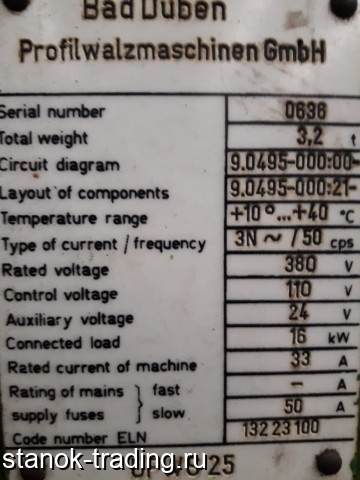 Bad Düben
Profilwalzmaschinen GmbH
Serial number 0636
Total weight 3,2 t
Circuit diagram 9.0495-000:00-
Layout of components 9.0495-000:21-
Temperature range +10°...+40 °C
Type of current / frequency 3N ~ / 50 cps
Rated voltage 380 V
Control voltage 110 V
Auxiliary voltage 24 V
Connected load 16 kW
Rated current of machine 33 A
Rating of mains } fast – A
supply fuses } slow 50 A
Code number ELN 132 23 100
stanok-trading.ru